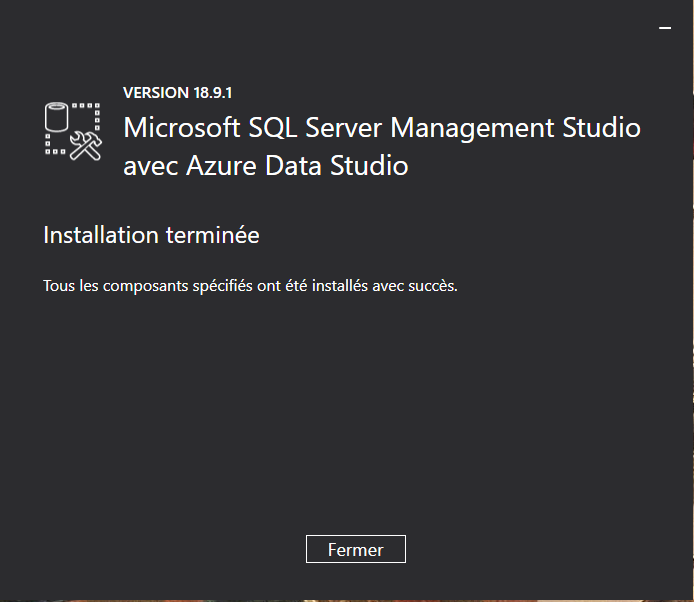 VERSION 18.9.1
Microsoft SQL Server Management Studio
avec Azure Data Studio
Installation terminée
Tous les composants spécifiés ont été installés avec succès.
Fermer